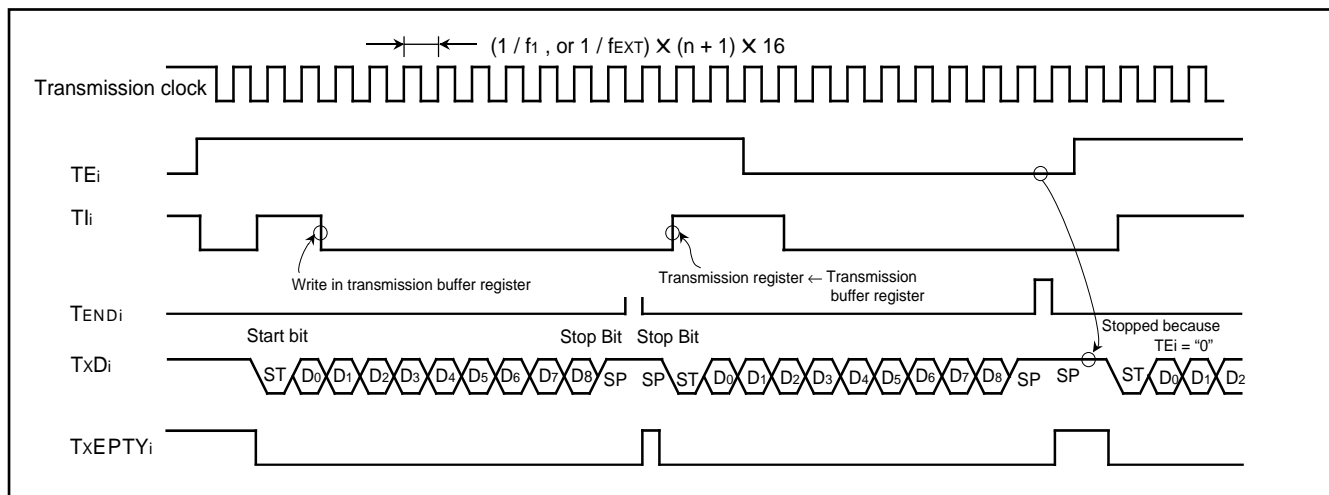 (1 / f1 , or 1 / fEXT) ✕ (n + 1) ✕ 16
Transmission clock
TEi
TIi
Write in transmission buffer register
Transmission register ← Transmission
buffer register
TENDi
Start bit
Stop Bit
Stop Bit
Stopped because
TEi = “0”
TXDi
ST D0 D1 D2 D3 D4 D5 D6 D7 D8 SP SP ST D0 D1 D2 D3 D4 D5 D6 D7 D8 SP SP ST D0 D1 D2
TXEPTYi